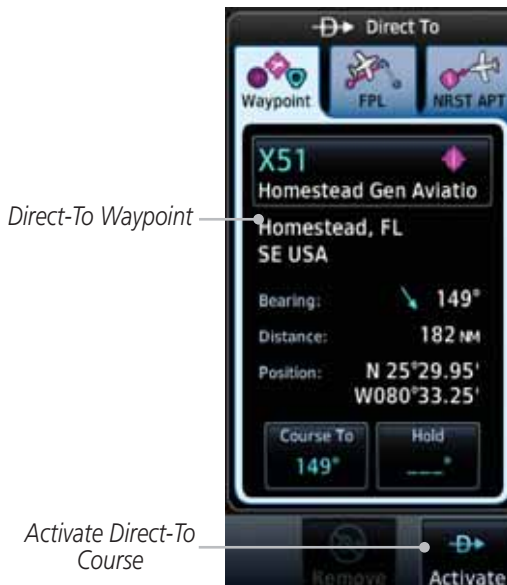 Direct To
Waypoint
FPL
NRST APT
X51
Homestead Gen Aviatio
Direct-To Waypoint
Homestead, FL
SE USA
Bearing: 149°
Distance: 182 NM
Position: N 25°29.95'
W080°33.25'
Course To
149°
Hold
___°
Activate Direct-To
Course
Remove
Activate